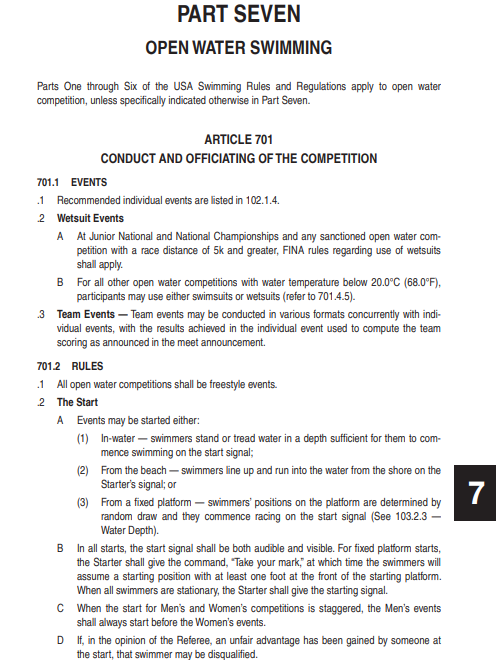 PART SEVEN
OPEN WATER SWIMMING
Parts One through Six of the USA Swimming Rules and Regulations apply to open water
competition, unless specifically indicated otherwise in Part Seven.
ARTICLE 701
CONDUCT AND OFFICIATING OF THE COMPETITION
701.1 EVENTS
.1 Recommended individual events are listed in 102.1.4.
.2 Wetsuit Events
A At Junior National and National Championships and any sanctioned open water com-
petition with a race distance of 5k and greater, FINA rules regarding use of wetsuits
shall apply.
B For all other open water competitions with water temperature below 20.0°C (68.0°F),
participants may use either swimsuits or wetsuits (refer to 701.4.5).
.3 Team Events — Team events may be conducted in various formats concurrently with indi-
vidual events, with the results achieved in the individual event used to compute the team
scoring as announced in the meet announcement.
701.2 RULES
.1 All open water competitions shall be freestyle events.
.2 The Start
A Events may be started either:
(1) In-water — swimmers stand or tread water in a depth sufficient for them to com-
mence swimming on the start signal;
(2) From the beach — swimmers line up and run into the water from the shore on the
Starter's signal; or
(3) From a fixed platform — swimmers' positions on the platform are determined by
random draw and they commence racing on the start signal (See 103.2.3 —
Water Depth).
7
B In all starts, the start signal shall be both audible and visible. For fixed platform starts,
the Starter shall give the command, “Take your mark,” at which time the swimmers will
assume a starting position with at least one foot at the front of the starting platform.
When all swimmers are stationary, the Starter shall give the starting signal.
C When the start for Men's and Women's competitions is staggered, the Men's events
shall always start before the Women's events.
D If, in the opinion of the Referee, an unfair advantage has been gained by someone at
the start, that swimmer may be disqualified.